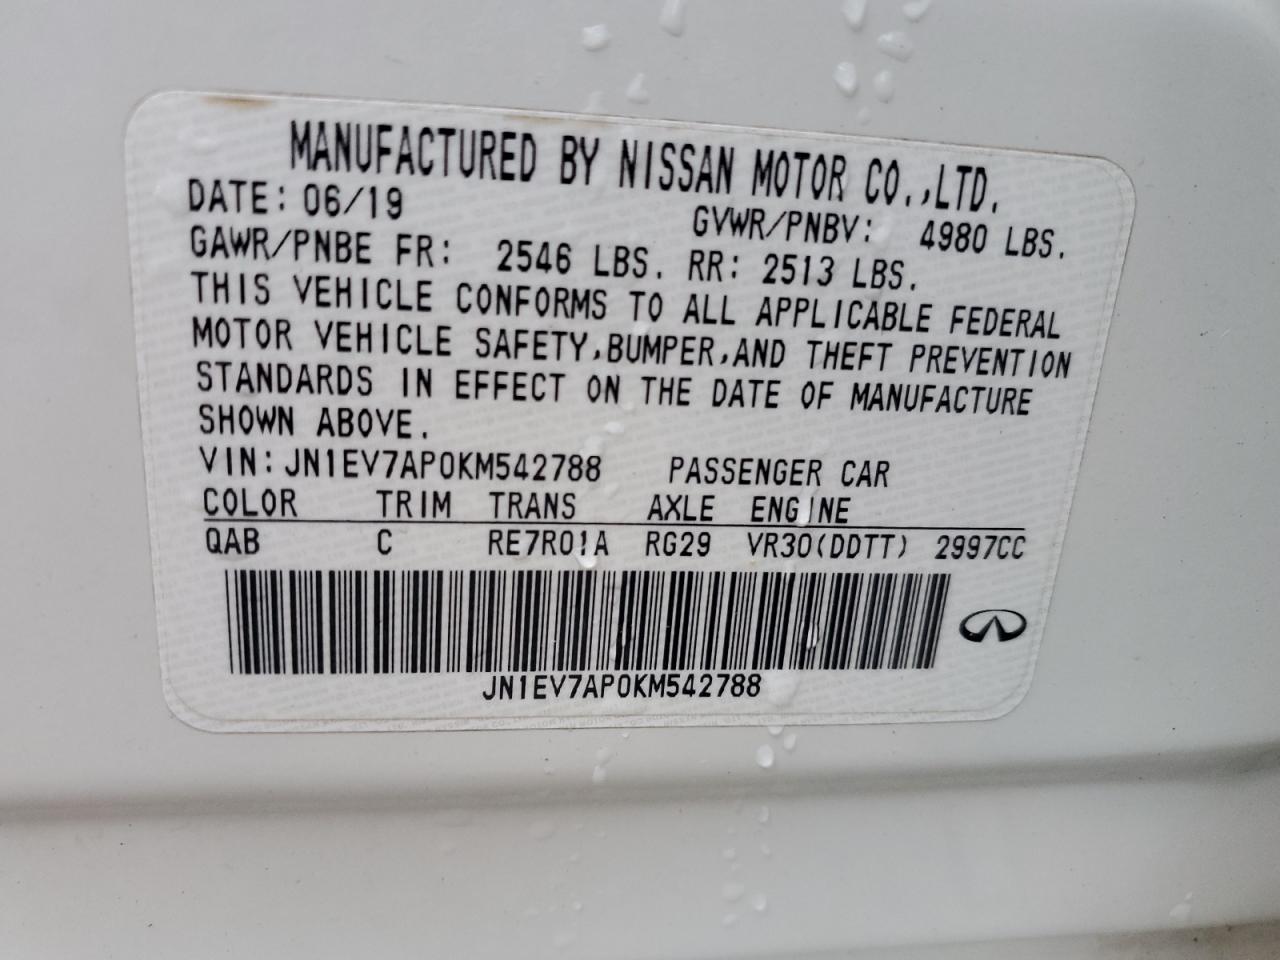 MANUFACTURED BY NISSAN MOTOR CO.,LTD.
DATE: 06/19 GVWR/PNBV: 4980 LBS.
GAWR/PNBE FR: 2546 LBS. RR: 2513 LBS.
THIS VEHICLE CONFORMS TO ALL APPLICABLE FEDERAL
MOTOR VEHICLE SAFETY,BUMPER,AND THEFT PREVENTION
STANDARDS IN EFFECT ON THE DATE OF MANUFACTURE
SHOWN ABOVE.
VIN: JN1EV7AP0KM542788 PASSENGER CAR
COLOR TRIM TRANS AXLE ENGINE
QAB C RE7R01A RG29 VR30(DDTT) 2997CC
JN1EV7AP0KM542788